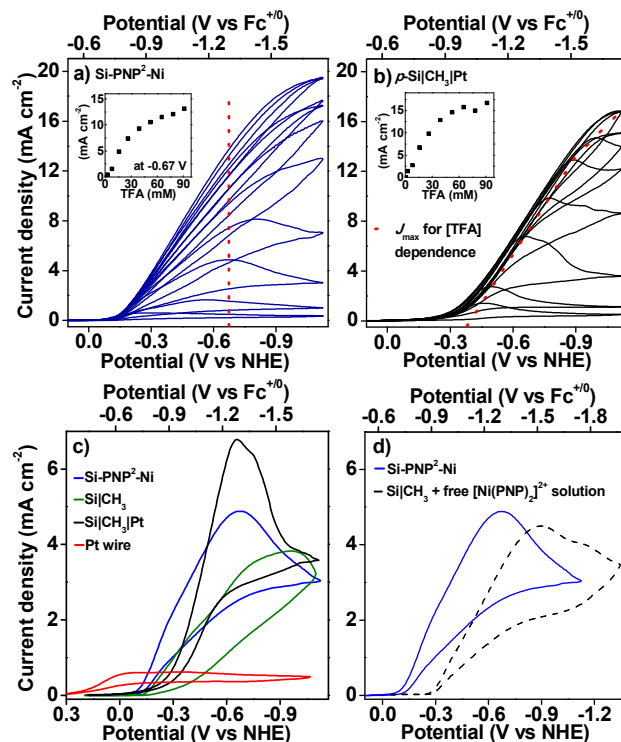 Potential (V vs Fc+/0)
-0.6 -0.9 -1.2 -1.5 -1.8
a) Si-PNP²-Ni
20
16
12
8
4
0
Current density (mA cm⁻²)
15
10
5
0
(mA cm⁻²)
at -0.67 V
0 30 60 90
TFA (mM)
0.0 -0.3 -0.6 -0.9
Potential (V vs NHE)
Potential (V vs Fc+/0)
-0.6 -0.9 -1.2 -1.5 -1.8
b) p-Si|CH₃|Pt
20
16
12
8
4
0
15
10
5
0
(mA cm⁻²)
0 30 60 90
TFA (mM)
Jmax for [TFA]
dependence
0.0 -0.3 -0.6 -0.9
Potential (V vs NHE)
Potential (V vs Fc+/0)
-0.6 -0.9 -1.2 -1.5
c)
Si-PNP²-Ni
Si|CH₃
Si|CH₃|Pt
Pt wire
6
4
2
0
Current density (mA cm⁻²)
0.3 0.0 -0.3 -0.6 -0.9
Potential (V vs NHE)
Potential (V vs Fc+/0)
-0.6 -0.9 -1.2 -1.5 -1.8
d)
Si-PNP²-Ni
Si|CH₃ + free [Ni(PNP)₂]²⁺ solution
6
4
2
0
0.0 -0.3 -0.6 -0.9 -1.2
Potential (V vs NHE)